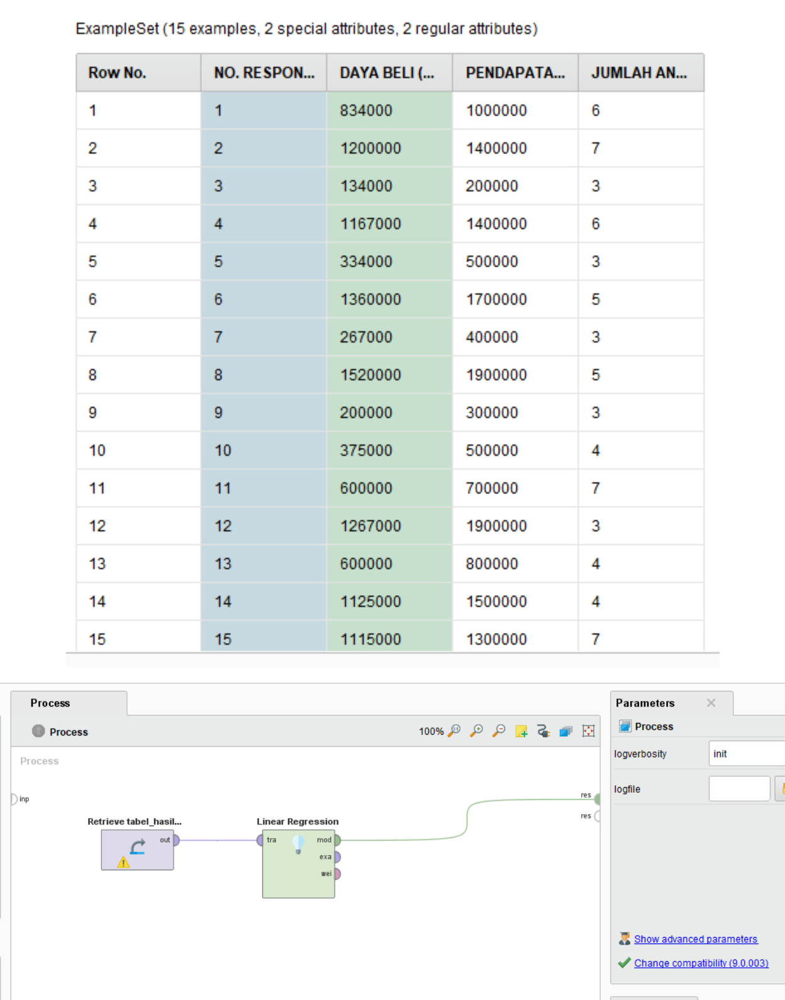 ExampleSet (15 examples, 2 special attributes, 2 regular attributes)
Row No. NO. RESPON... DAYA BELI (... PENDAPATA... JUMLAH AN...
1 1 834000 1000000 6
2 2 1200000 1400000 7
3 3 134000 200000 3
4 4 1167000 1400000 6
5 5 334000 500000 3
6 6 1360000 1700000 5
7 7 267000 400000 3
8 8 1520000 1900000 5
9 9 200000 300000 3
10 10 375000 500000 4
11 11 600000 700000 7
12 12 1267000 1900000 3
13 13 600000 800000 4
14 14 1125000 1500000 4
15 15 1115000 1300000 7
Process
Process
100%
Process
inp
Retrieve tabel_hasil...
out
Linear Regression
tra mod
exa
wei
res
res
Parameters
Process
logverbosity init
logfile
Show advanced parameters
Change compatibility (9.0.003)